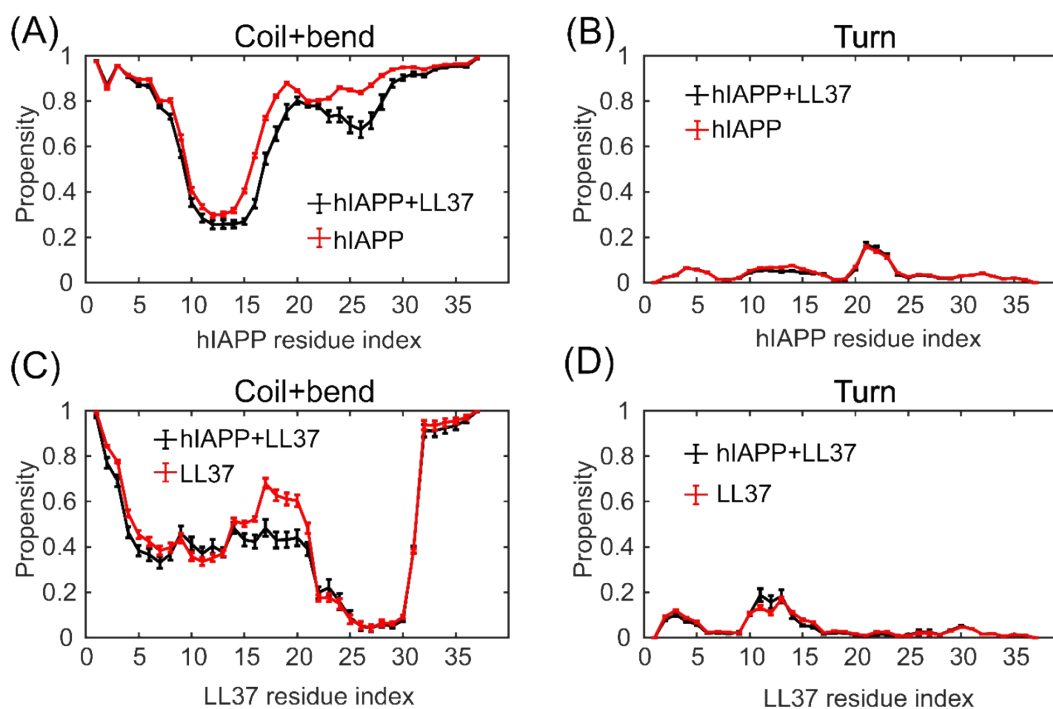 (A)
Coil+bend
1
0.8
0.6
0.4
0.2
0
Propensity
hIAPP+LL37
hIAPP
0 5 10 15 20 25 30 35
hIAPP residue index
(B)
Turn
1
0.8
0.6
0.4
0.2
0
Propensity
hIAPP+LL37
hIAPP
0 5 10 15 20 25 30 35
hIAPP residue index
(C)
Coil+bend
1
0.8
0.6
0.4
0.2
0
Propensity
hIAPP+LL37
LL37
0 5 10 15 20 25 30 35
LL37 residue index
(D)
Turn
1
0.8
0.6
0.4
0.2
0
Propensity
hIAPP+LL37
LL37
0 5 10 15 20 25 30 35
LL37 residue index